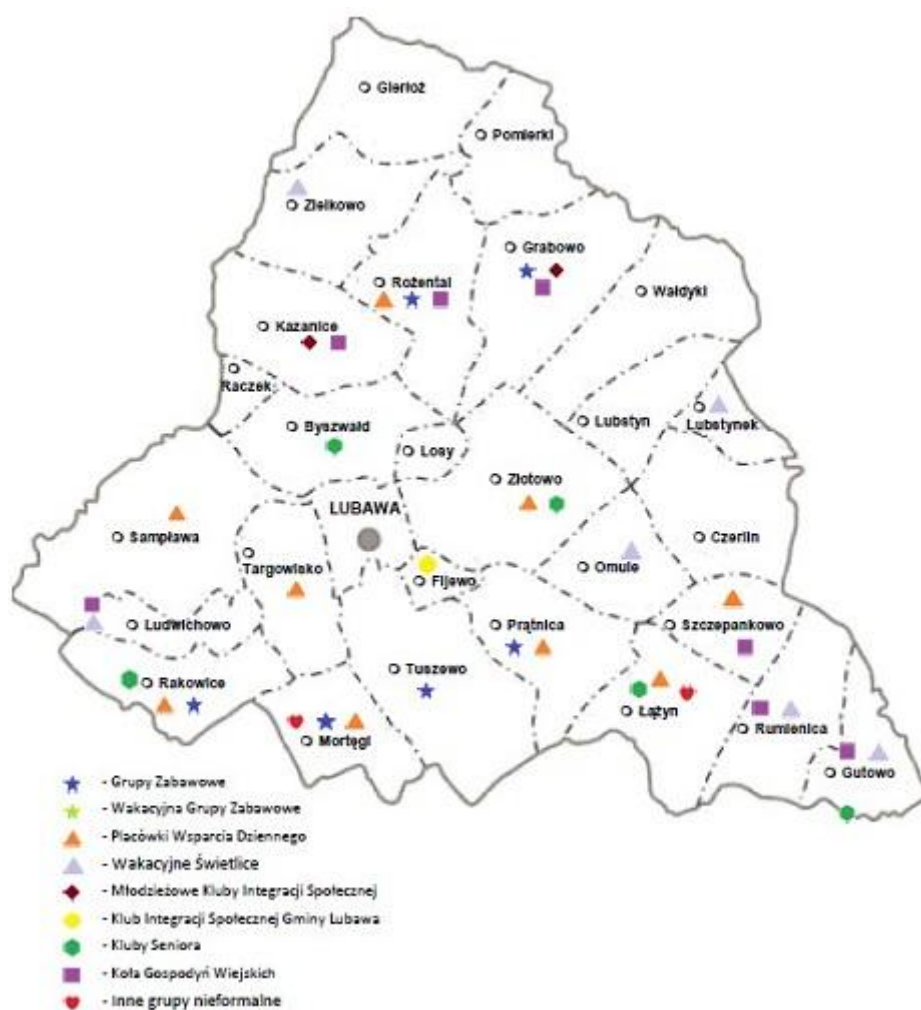 Gierłoż
Pomierki
Zielkowo
Grabowo
Rożental
Wałdyki
Kazanice
Raczek
Byszwałd
Lubstyn
Lubstynek
Losy
Złotowo
LUBAWA
Sampława
Targowisko
Czerlin
Omule
Fijewo
Ludwichowo
Prątnica
Szczepankowo
Rakowice
Tuszewo
Łążyn
Mortęgi
Rumienica
Gutowo
- Grupy Zabawowe
- Wakacyjna Grupy Zabawowe
- Placówki Wsparcia Dziennego
- Wakacyjne Świetlice
- Młodzieżowe Kluby Integracji Społecznej
- Klub Integracji Społecznej Gminy Lubawa
- Kluby Seniora
- Koła Gospodyń Wiejskich
- Inne grupy nieformalne